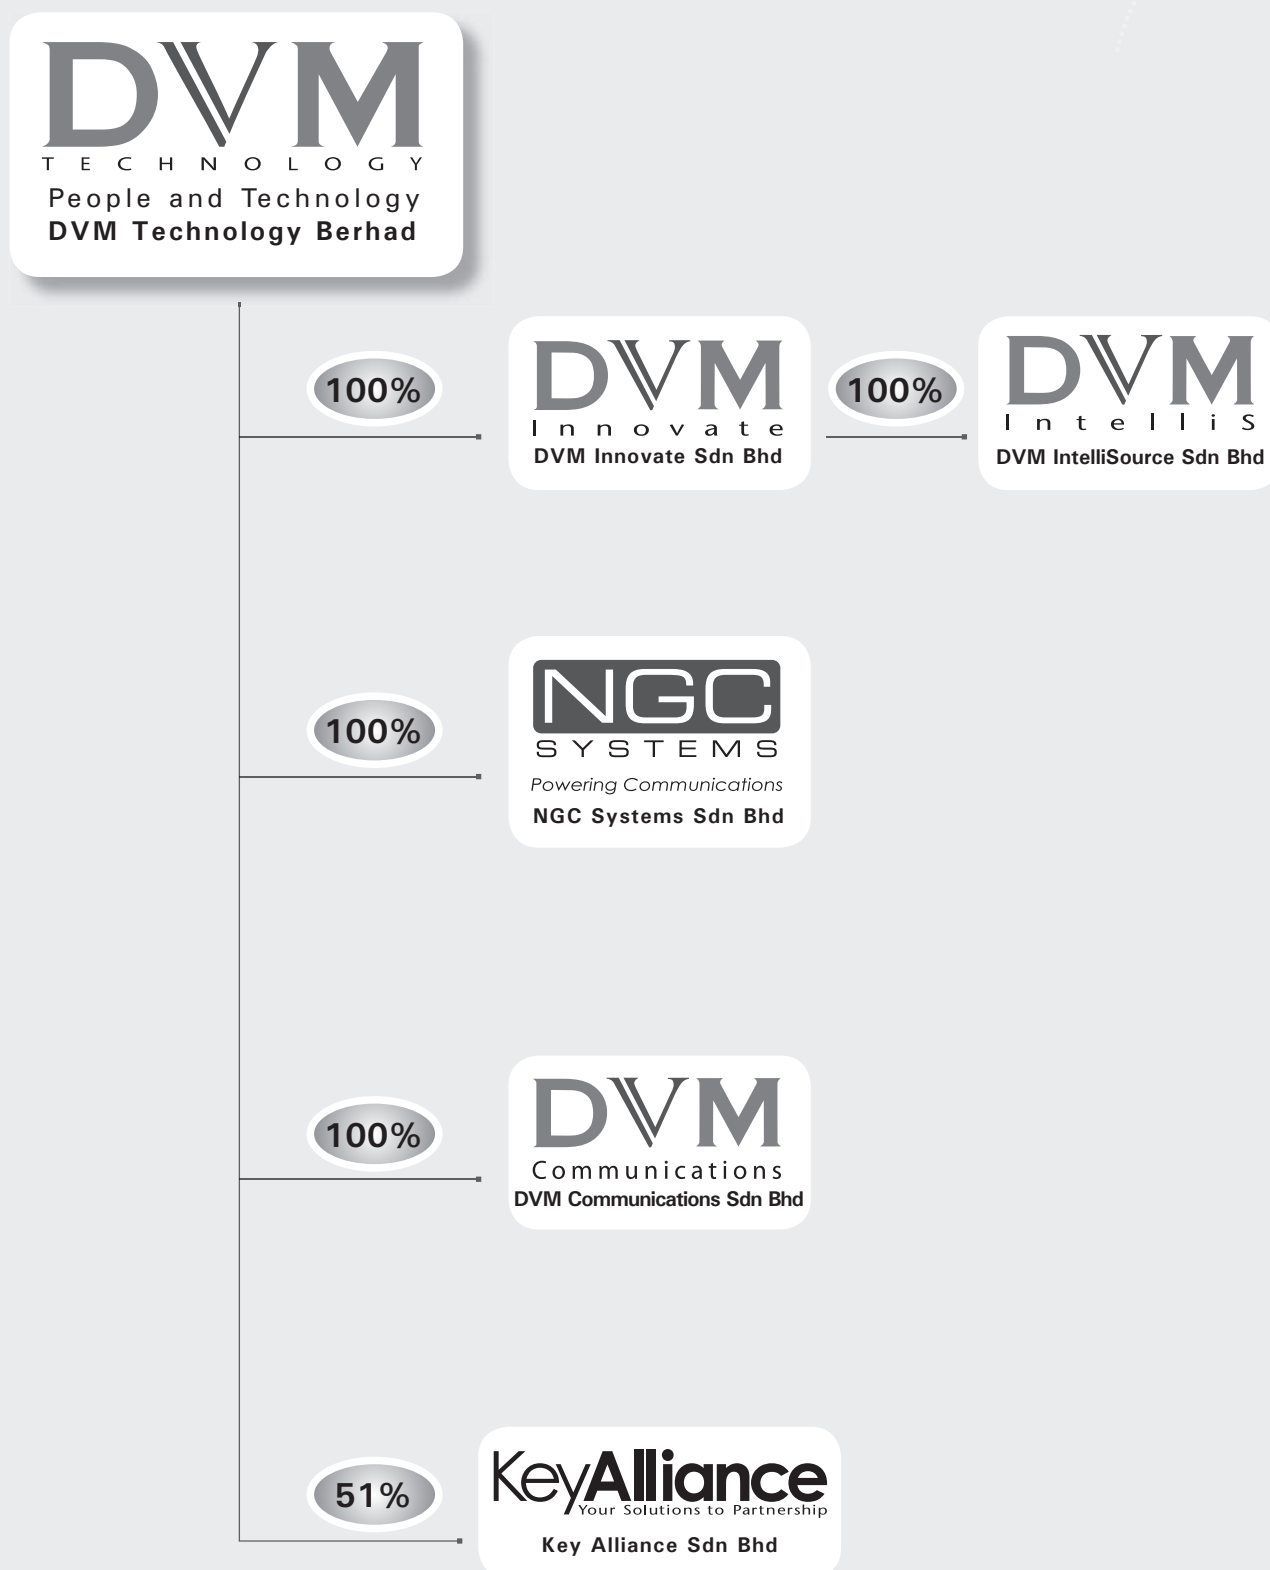 DVM
TECHNOLOGY
People and Technology
DVM Technology Berhad
100%
DVM
Innovate
DVM Innovate Sdn Bhd
100%
DVM
IntelliS
DVM IntelliSource Sdn Bhd
100%
NGC
SYSTEMS
Powering Communications
NGC Systems Sdn Bhd
100%
DVM
Communications
DVM Communications Sdn Bhd
51%
KeyAlliance
Your Solutions to Partnership
Key Alliance Sdn Bhd